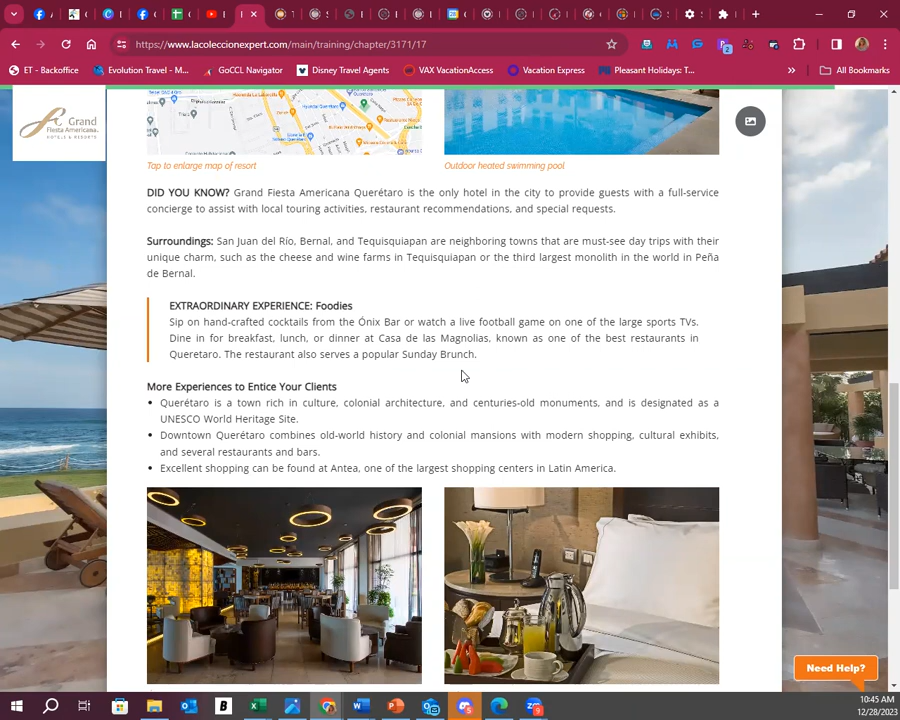 https://www.lacoleccionexpert.com/main/training/chapter/3171/17
ET - Backoffice
Evolution Travel - M...
GoCCL Navigator
Disney Travel Agents
VAX VacationAccess
Vacation Express
Pleasant Holidays: T...
» All Bookmarks
Grand
Fiesta Americana.
HOTELS & RESORTS
Tap to enlarge map of resort
Outdoor heated swimming pool
DID YOU KNOW? Grand Fiesta Americana Querétaro is the only hotel in the city to provide guests with a full-service
concierge to assist with local touring activities, restaurant recommendations, and special requests.
Surroundings: San Juan del Río, Bernal, and Tequisquiapan are neighboring towns that are must-see day trips with their
unique charm, such as the cheese and wine farms in Tequisquiapan or the third largest monolith in the world in Peña
de Bernal.
EXTRAORDINARY EXPERIENCE: Foodies
Sip on hand-crafted cocktails from the Ónix Bar or watch a live football game on one of the large sports TVs.
Dine in for breakfast, lunch, or dinner at Casa de las Magnolias, known as one of the best restaurants in
Queretaro. The restaurant also serves a popular Sunday Brunch.
More Experiences to Entice Your Clients
• Querétaro is a town rich in culture, colonial architecture, and centuries-old monuments, and is designated as a
UNESCO World Heritage Site.
• Downtown Querétaro combines old-world history and colonial mansions with modern shopping, cultural exhibits,
and several restaurants and bars.
• Excellent shopping can be found at Antea, one of the largest shopping centers in Latin America.
Need Help?
10:45 AM
12/28/2023